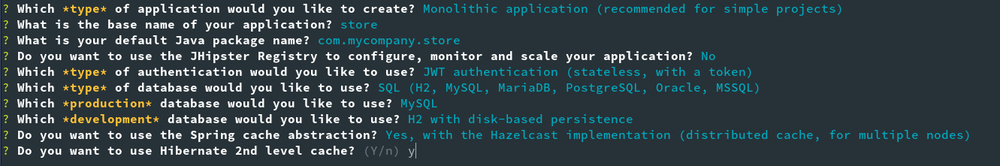 ? Which *type* of application would you like to create? Monolithic application (recommended for simple projects)
? What is the base name of your application? store
? What is your default Java package name? com.mycompany.store
? Do you want to use the JHipster Registry to configure, monitor and scale your application? No
? Which *type* of authentication would you like to use? JWT authentication (stateless, with a token)
? Which *type* of database would you like to use? SQL (H2, MySQL, MariaDB, PostgreSQL, Oracle, MSSQL)
? Which *production* database would you like to use? MySQL
? Which *development* database would you like to use? H2 with disk-based persistence
? Do you want to use the Spring cache abstraction? Yes, with the Hazelcast implementation (distributed cache, for multiple nodes)
? Do you want to use Hibernate 2nd level cache? (Y/n) y